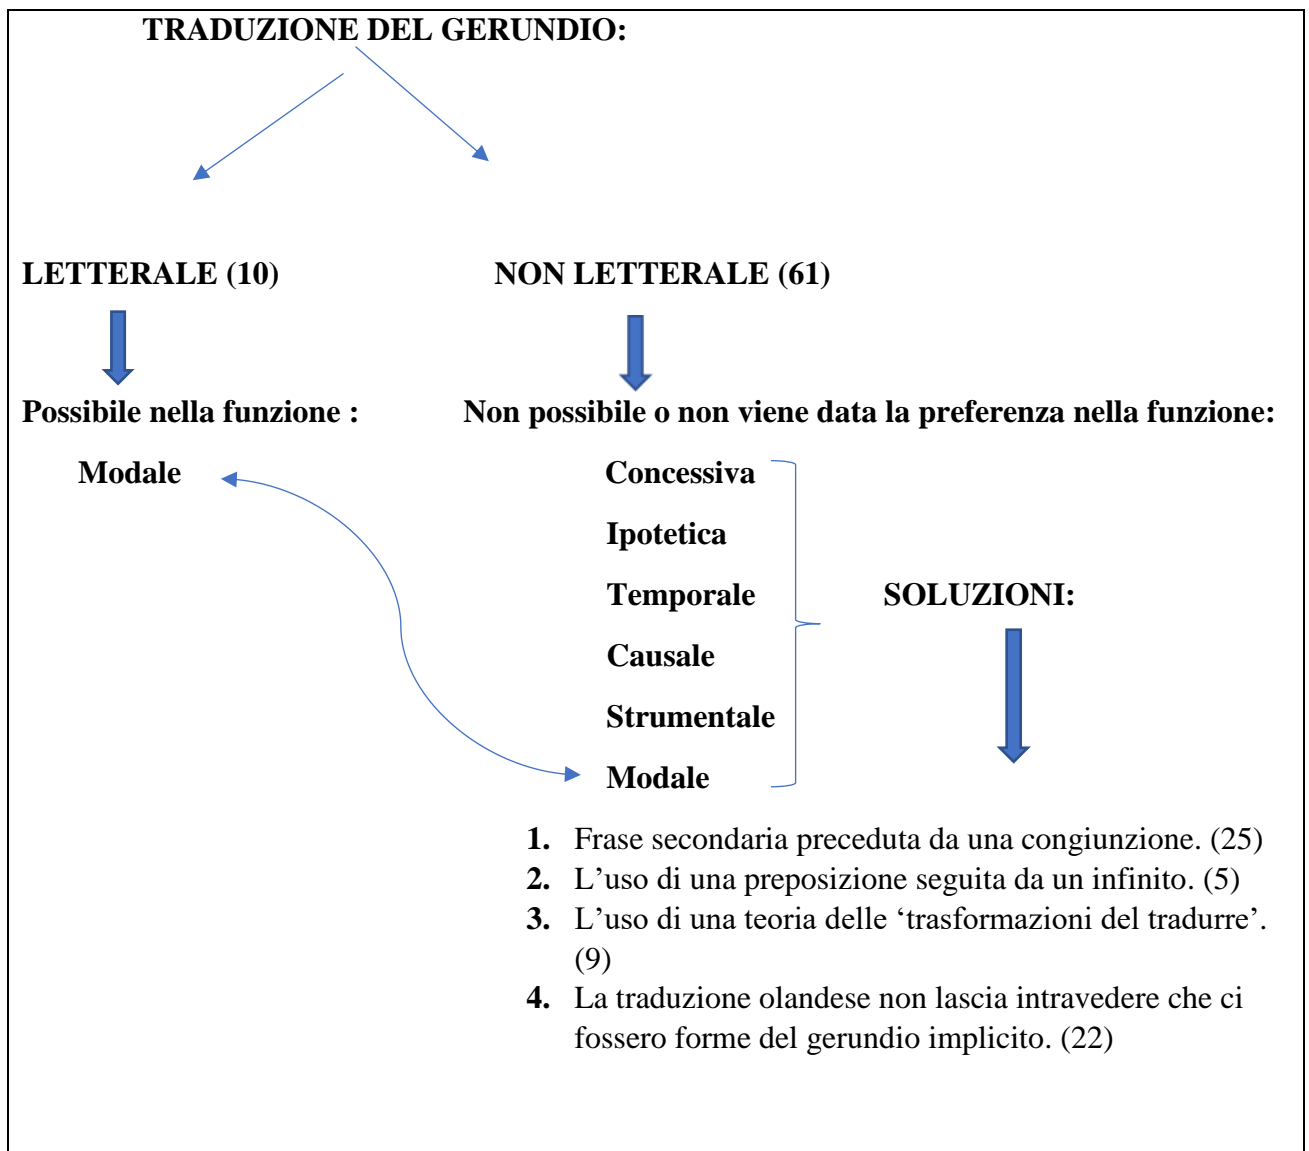 TRADUZIONE DEL GERUNDIO:
LETTERALE (10)
NON LETTERALE (61)
Possibile nella funzione :
Non possibile o non viene data la preferenza nella funzione:
Modale
Concessiva
Ipotetica
Temporale
SOLUZIONI:
Causale
Strumentale
Modale
1. Frase secondaria preceduta da una congiunzione. (25)
2. L’uso di una preposizione seguita da un infinito. (5)
3. L’uso di una teoria delle ‘trasformazioni del tradurre’.
(9)
4. La traduzione olandese non lascia intravedere che ci
fossero forme del gerundio implicito. (22)